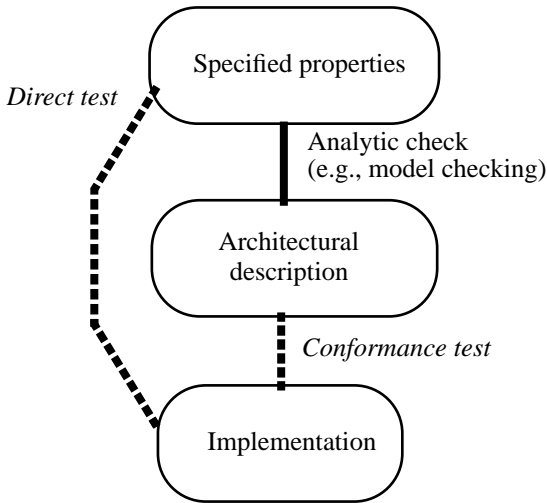 Specified properties
Direct test
Analytic check
(e.g., model checking)
Architectural
description
Conformance test
Implementation